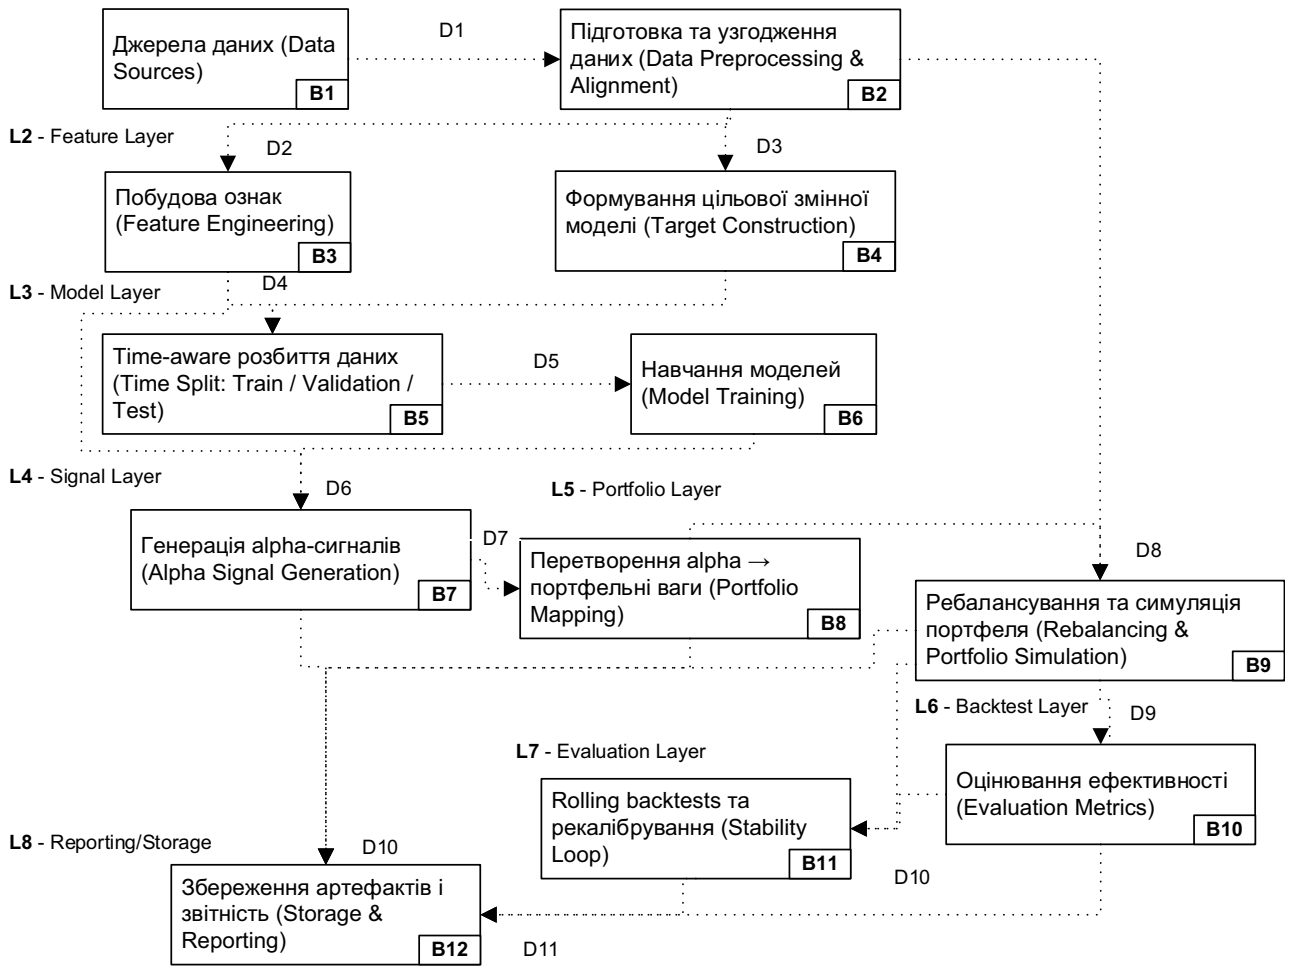 Джерела даних (Data
Sources)
B1
D1
Підготовка та узгодження
даних (Data Preprocessing &
Alignment)
B2
L2 - Feature Layer
D2
D3
Побудова ознак
(Feature Engineering)
B3
Формування цільової змінної
моделі (Target Construction)
B4
L3 - Model Layer
D4
Time-aware розбиття даних
(Time Split: Train / Validation /
Test)
B5
D5
Навчання моделей
(Model Training)
B6
L4 - Signal Layer
D6
L5 - Portfolio Layer
Генерація alpha-сигналів
(Alpha Signal Generation)
B7
D7
Перетворення alpha →
портфельні ваги (Portfolio
Mapping)
B8
D8
Ребалансування та симуляція
портфеля (Rebalancing &
Portfolio Simulation)
B9
L6 - Backtest Layer
D9
L7 - Evaluation Layer
Оцінювання ефективності
(Evaluation Metrics)
B10
Rolling backtests та
рекалібрування (Stability
Loop)
B11
L8 - Reporting/Storage
D10
D10
Збереження артефактів і
звітність (Storage &
Reporting)
B12
D11